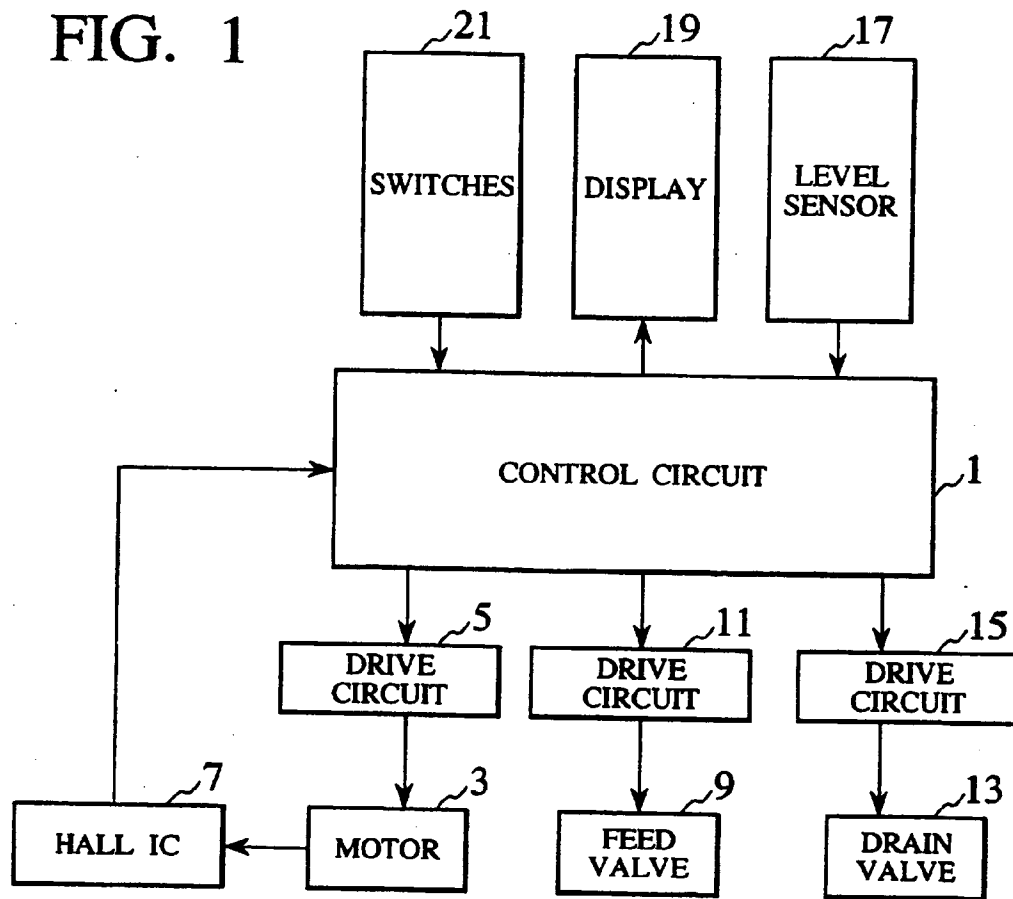 FIG. 1
21
19
17
SWITCHES
DISPLAY
LEVEL
SENSOR
CONTROL CIRCUIT
1
5
11
15
DRIVE
CIRCUIT
DRIVE
CIRCUIT
DRIVE
CIRCUIT
7
3
9
13
HALL IC
MOTOR
FEED
VALVE
DRAIN
VALVE